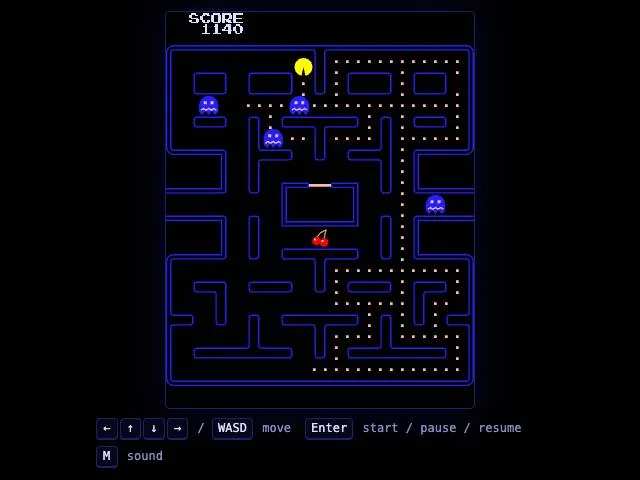 SCORE
1140
← ↑ ↓ → / WASD move Enter start / pause / resume
M sound